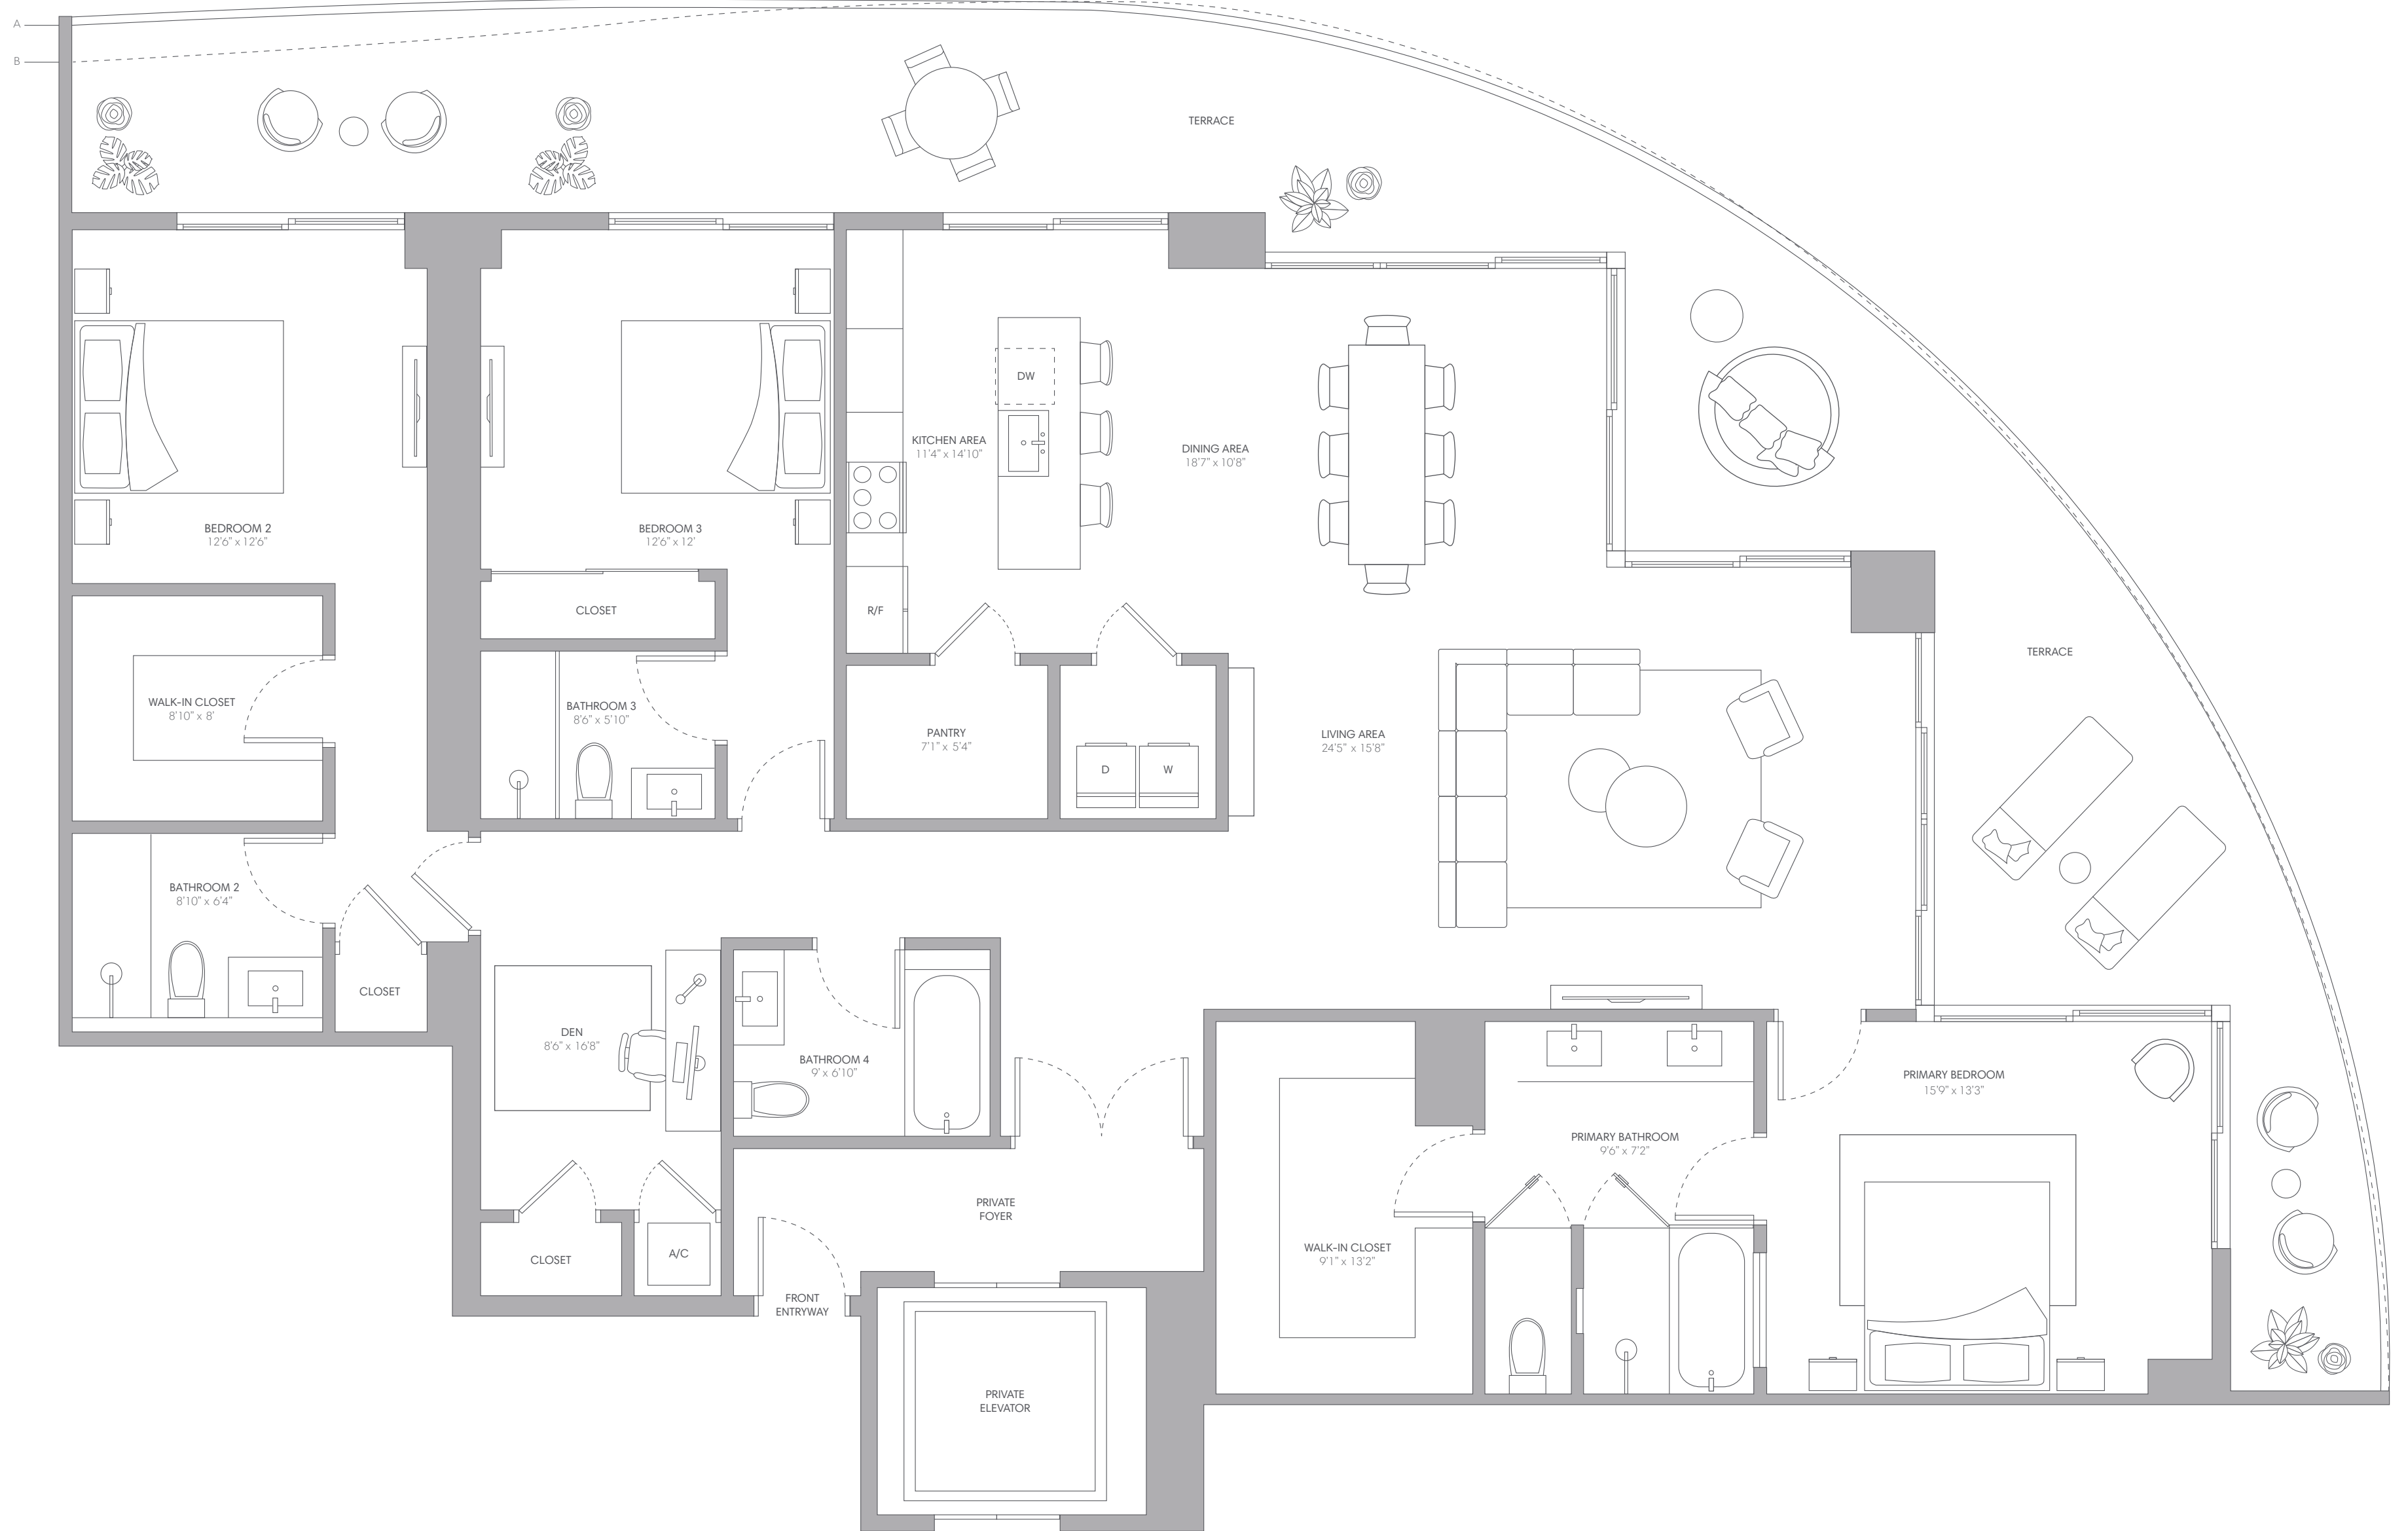 A
B
TERRACE
BEDROOM 2
12'6" x 12'6"
BEDROOM 3
12'6" x 12'
KITCHEN AREA
11'4" x 14'10"
DW
DINING AREA
18'7" x 10'8"
CLOSET
R/F
TERRACE
WALK-IN CLOSET
8'10" x 8'
BATHROOM 3
8'6" x 5'10"
PANTRY
7'1" x 5'4"
D
W
LIVING AREA
24'5" x 15'8"
BATHROOM 2
8'10" x 6'4"
CLOSET
DEN
8'6" x 16'8"
BATHROOM 4
9' x 6'10"
PRIMARY BEDROOM
15'9" x 13'3"
PRIMARY BATHROOM
9'6" x 7'2"
PRIVATE
FOYER
CLOSET
A/C
WALK-IN CLOSET
9'1" x 13'2"
FRONT
ENTRYWAY
PRIVATE
ELEVATOR